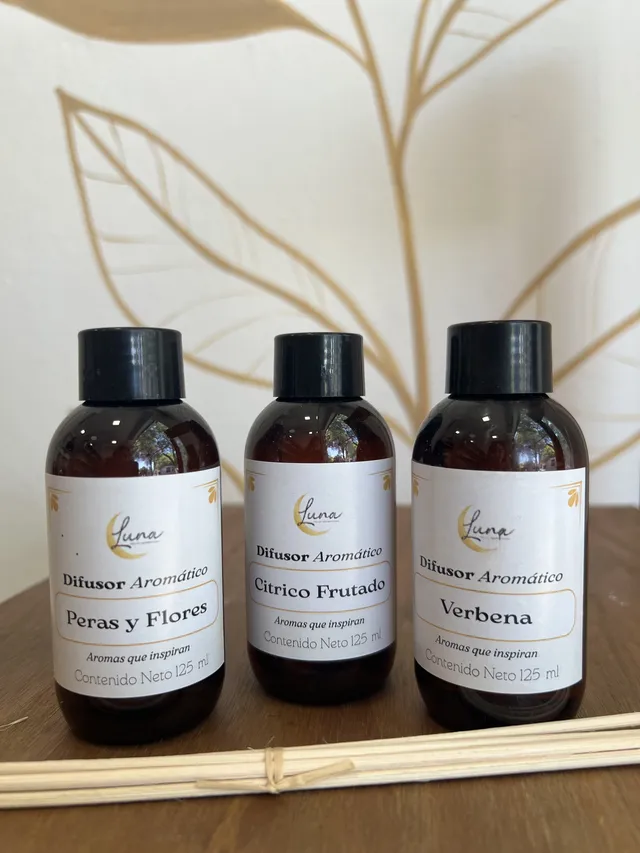 Luna
Difusor Aromático
Peras y Flores
Aromas que inspiran
Contenido Neto 125 ml
Luna
Difusor Aromático
Citrico Frutado
Aromas que inspiran
Contenido Neto 125 ml
Luna
Difusor Aromático
Verbena
Aromas que inspiran
Contenido Neto 125 ml